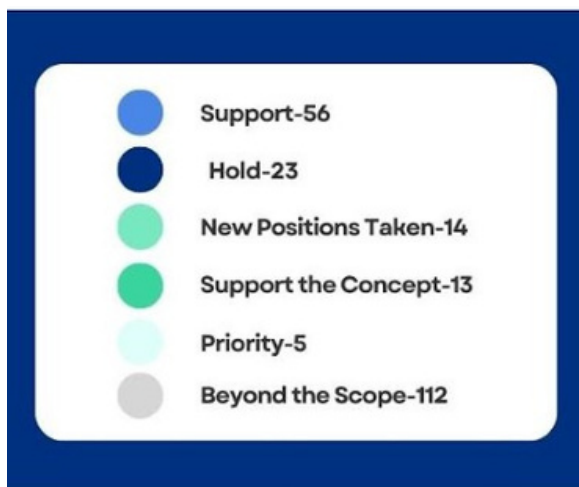 Support-56
Hold-23
New Positions Taken-14
Support the Concept-13
Priority-5
Beyond the Scope-112